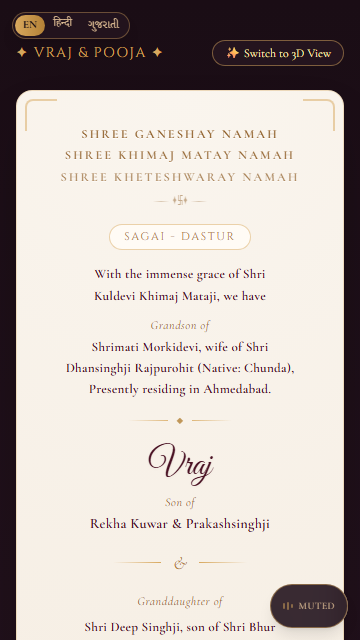 EN हिन्दी ગુજરાતી
✦ VRAJ & POOJA ✦
✨ Switch to 3D View
SHREE GANESHAY NAMAH
SHREE KHIMAJ MATAY NAMAH
SHREE KHETESHWARAY NAMAH
SAGAI - DASTUR
With the immense grace of Shri
Kuldevi Khimaj Mataji, we have
Grandson of
Shrimati Morkidevi, wife of Shri
Dhansinghji Rajpurohit (Native: Chunda),
Presently residing in Ahmedabad.
Vraj
Son of
Rekha Kuwar & Prakashsinghji
&
Granddaughter of
Shri Deep Singhji, son of Shri Bhur
MUTED